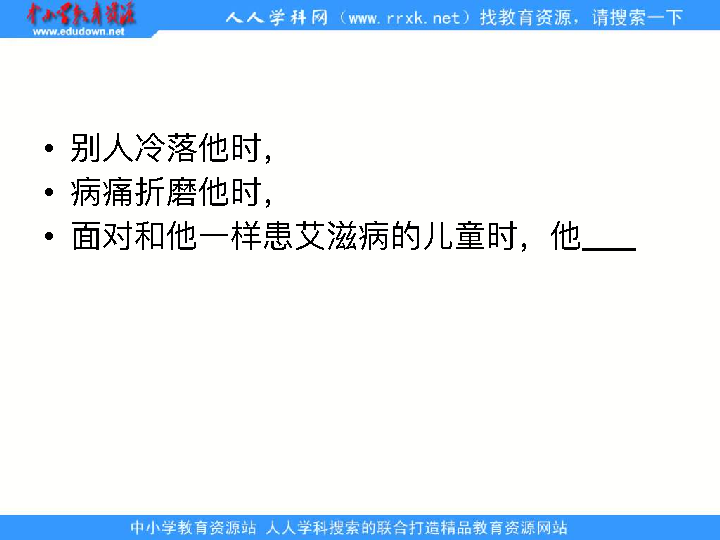 中小学教育资源
www.edudown.net
人人学科网（www.rrxk.net）找教育资源，请搜索一下
• 别人冷落他时，
• 病痛折磨他时，
• 面对和他一样患艾滋病的儿童时，他___
中小学教育资源站 人人学科搜索的联合打造精品教育资源网站